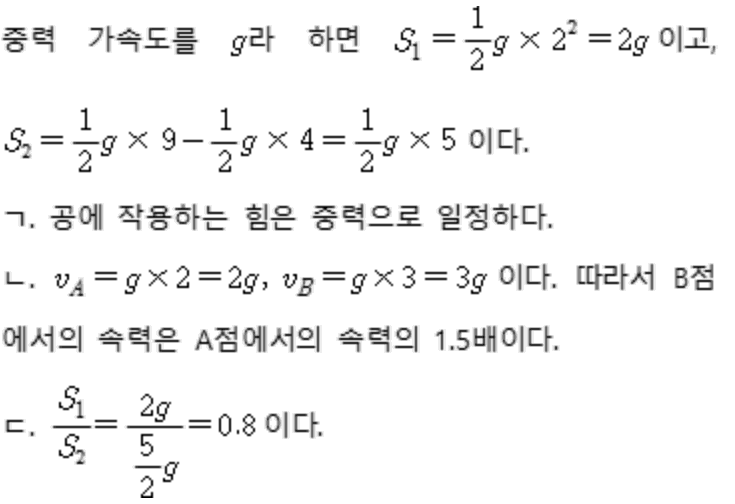 중력 가속도를 g라 하면 S₁ = 1/2 g × 2² = 2g 이고,
S₂ = 1/2 g × 9 − 1/2 g × 4 = 1/2 g × 5 이다.
ㄱ. 공에 작용하는 힘은 중력으로 일정하다.
ㄴ. v_A = g × 2 = 2g, v_B = g × 3 = 3g 이다. 따라서 B점
에서의 속력은 A점에서의 속력의 1.5배이다.
ㄷ. S₁/S₂ = 2g/(5/2 g) = 0.8 이다.